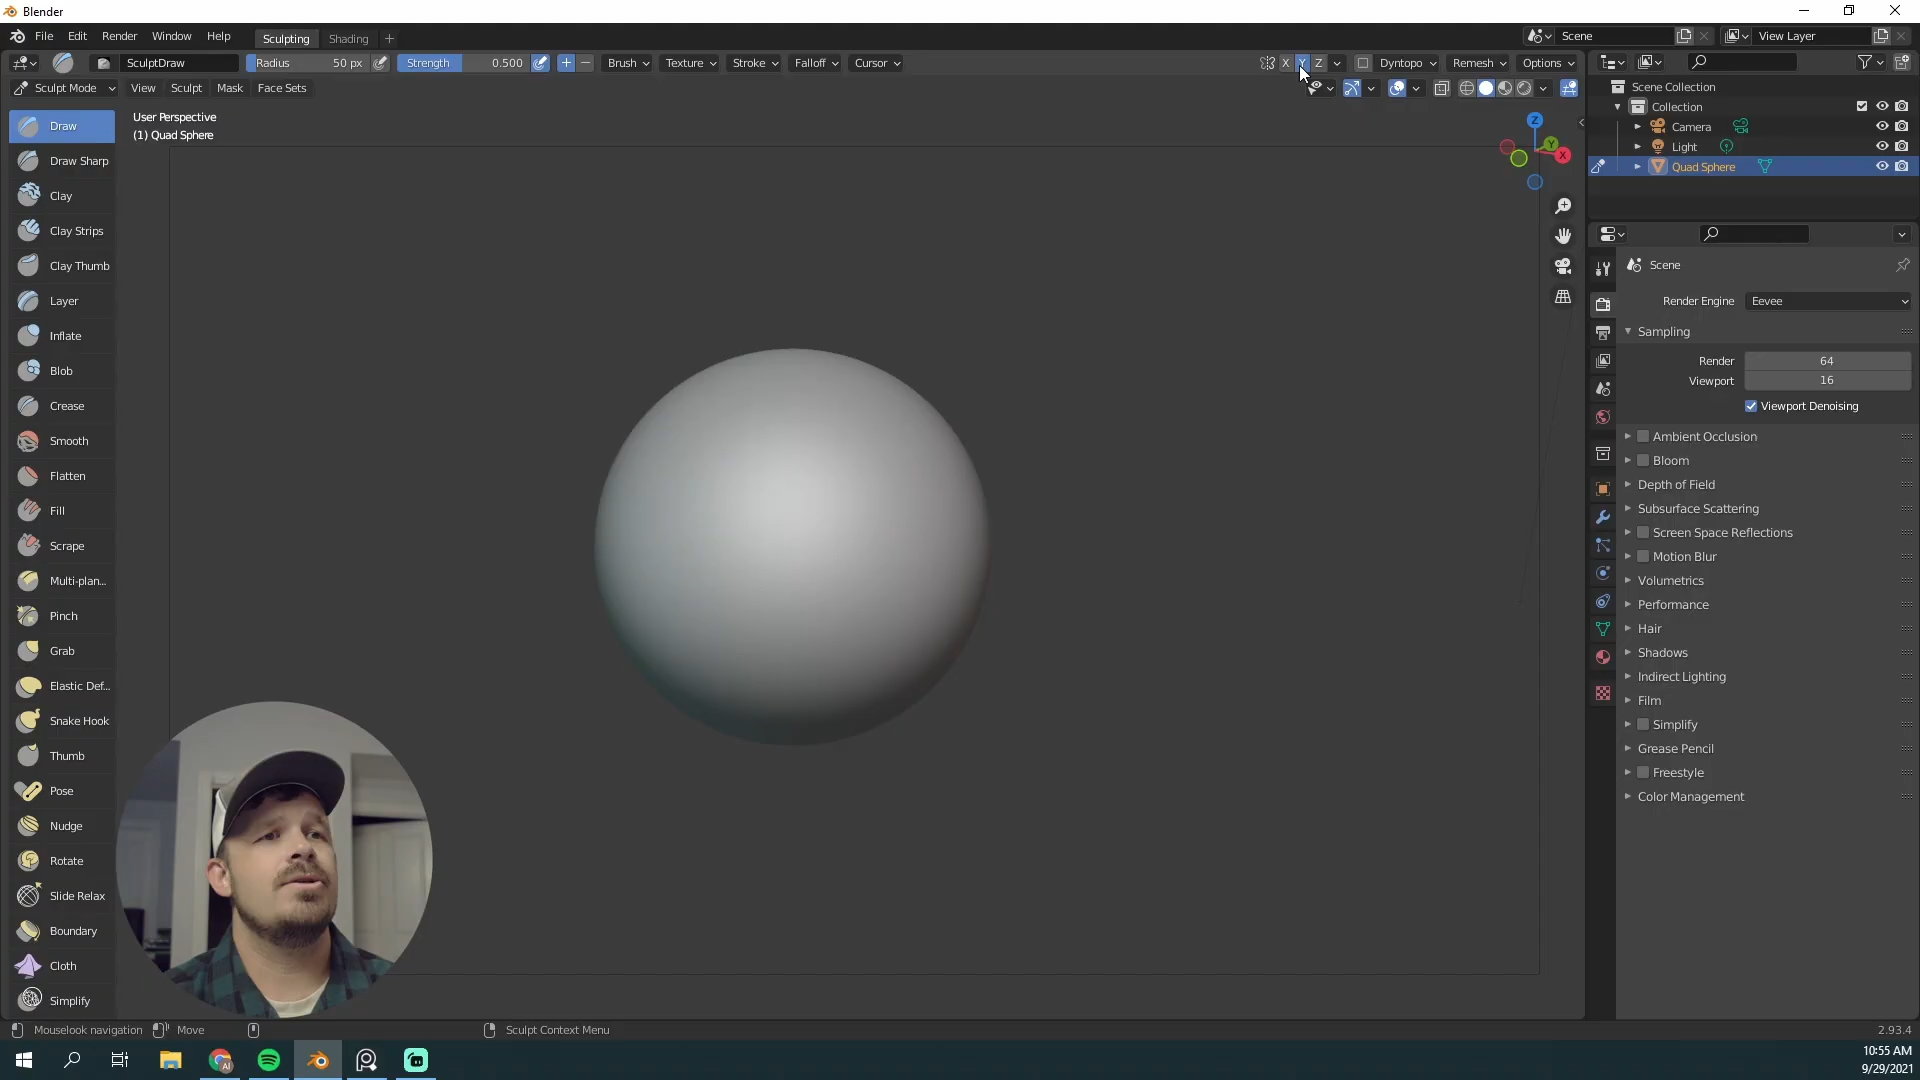 Blender
File Edit Render Window Help Sculpting Shading + Scene View Layer
SculptDraw Radius 50 px Strength 0.500 + − Brush Texture Stroke Falloff Cursor X Y Z Dyntopo Remesh Options
Sculpt Mode View Sculpt Mask Face Sets
User Perspective
(1) Quad Sphere
Z
Y
X
Draw
Draw Sharp
Clay
Clay Strips
Clay Thumb
Layer
Inflate
Blob
Crease
Smooth
Flatten
Fill
Scrape
Multi-plan...
Pinch
Grab
Elastic Def...
Snake Hook
Thumb
Pose
Nudge
Rotate
Slide Relax
Boundary
Cloth
Simplify
Scene Collection
Collection
Camera
Light
Quad Sphere
Scene
Render Engine Eevee
Sampling
Render 64
Viewport 16
Viewport Denoising
Ambient Occlusion
Bloom
Depth of Field
Subsurface Scattering
Screen Space Reflections
Motion Blur
Volumetrics
Performance
Hair
Shadows
Indirect Lighting
Film
Simplify
Grease Pencil
Freestyle
Color Management
Mouselook navigation Move Sculpt Context Menu 2.93.4
10:55 AM
9/29/2021